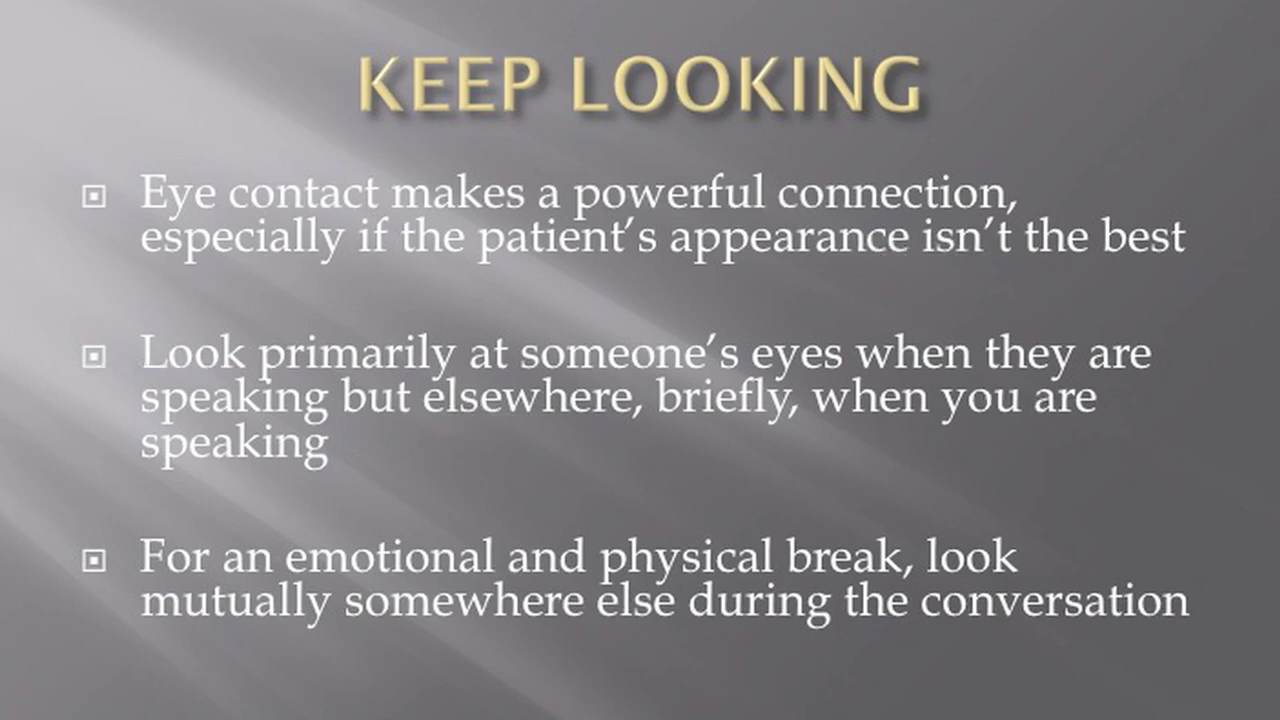 KEEP LOOKING
Eye contact makes a powerful connection,
especially if the patient’s appearance isn’t the best
Look primarily at someone’s eyes when they are
speaking but elsewhere, briefly, when you are
speaking
For an emotional and physical break, look
mutually somewhere else during the conversation